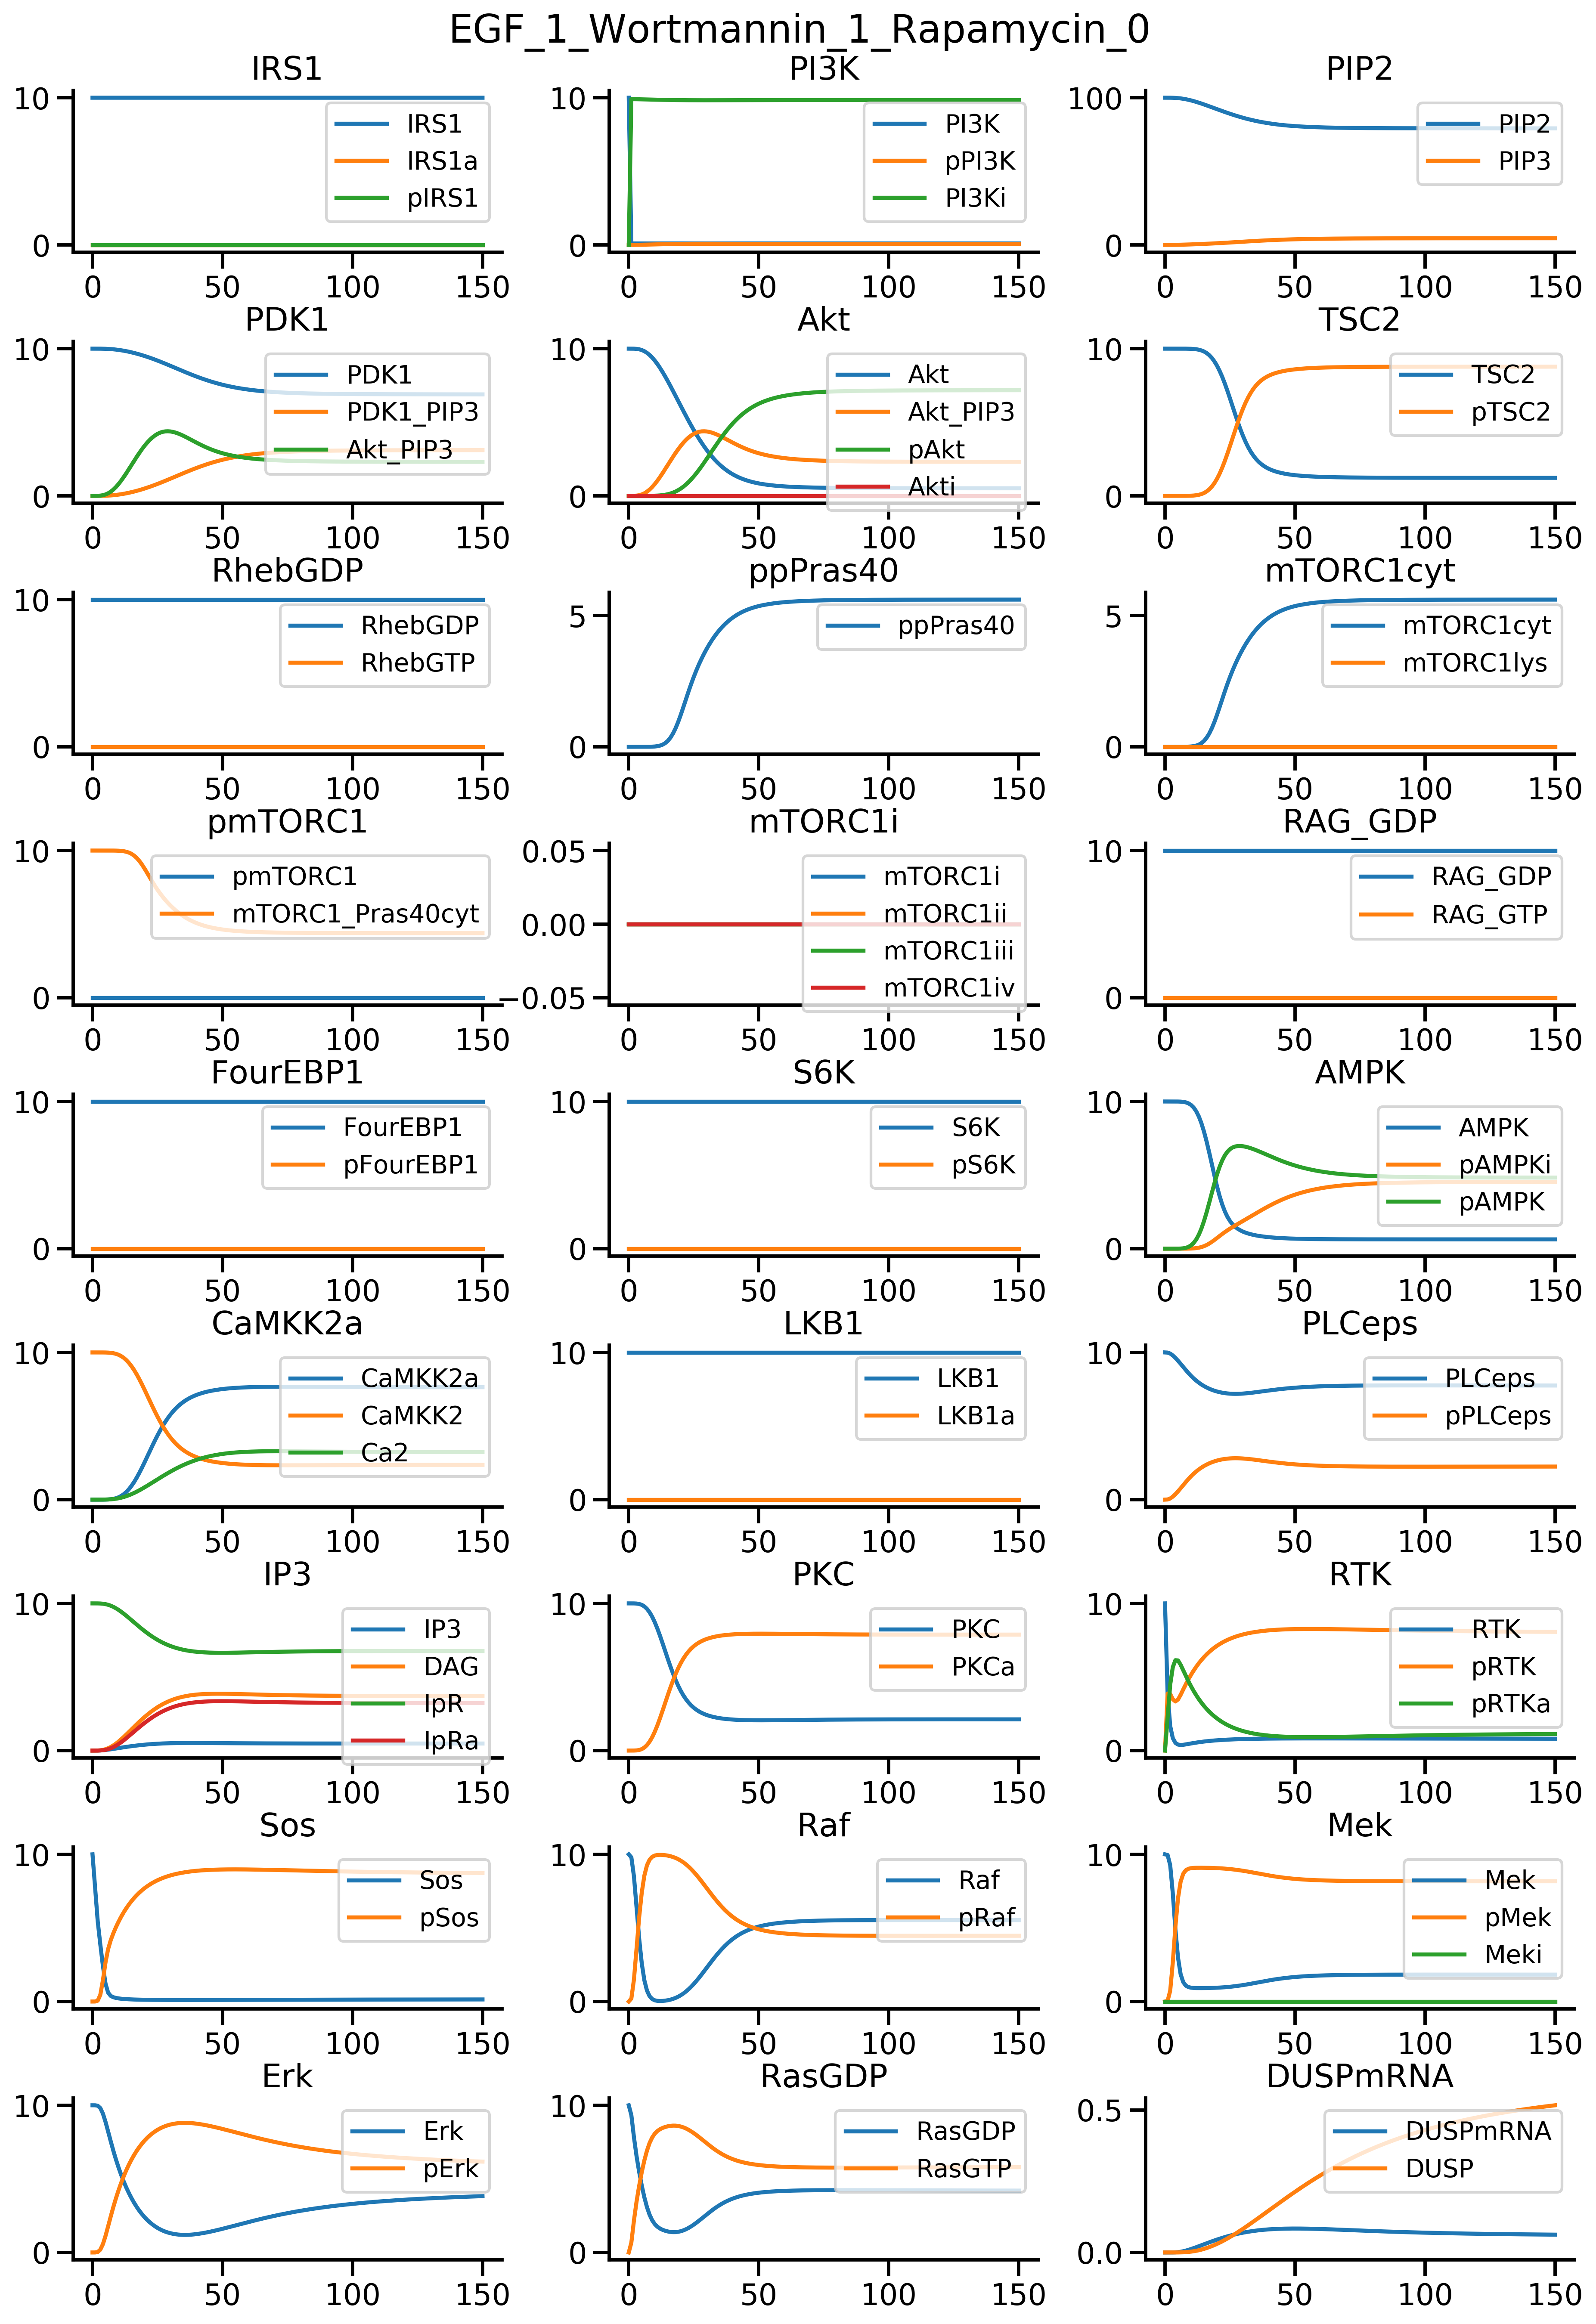 EGF_1_Wortmannin_1_Rapamycin_0
IRS1
10
0
0 50 100 150
IRS1
IRS1a
pIRS1
PI3K
10
0
0 50 100 150
PI3K
pPI3K
PI3Ki
PIP2
100
0
0 50 100 150
PIP2
PIP3
PDK1
10
0
0 50 100 150
PDK1
PDK1_PIP3
Akt_PIP3
Akt
10
0
0 50 100 150
Akt
Akt_PIP3
pAkt
Akti
TSC2
10
0
0 50 100 150
TSC2
pTSC2
RhebGDP
10
0
0 50 100 150
RhebGDP
RhebGTP
ppPras40
5
0
0 50 100 150
ppPras40
mTORC1cyt
5
0
0 50 100 150
mTORC1cyt
mTORC1lys
pmTORC1
10
0
0 50 100 150
pmTORC1
mTORC1_Pras40cyt
mTORC1i
0.05
0.00
−0.05
0 50 100 150
mTORC1i
mTORC1ii
mTORC1iii
mTORC1iv
RAG_GDP
10
0
0 50 100 150
RAG_GDP
RAG_GTP
FourEBP1
10
0
0 50 100 150
FourEBP1
pFourEBP1
S6K
10
0
0 50 100 150
S6K
pS6K
AMPK
10
0
0 50 100 150
AMPK
pAMPKi
pAMPK
CaMKK2a
10
0
0 50 100 150
CaMKK2a
CaMKK2
Ca2
LKB1
10
0
0 50 100 150
LKB1
LKB1a
PLCeps
10
0
0 50 100 150
PLCeps
pPLCeps
IP3
10
0
0 50 100 150
IP3
DAG
IpR
IpRa
PKC
10
0
0 50 100 150
PKC
PKCa
RTK
10
0
0 50 100 150
RTK
pRTK
pRTKa
Sos
10
0
0 50 100 150
Sos
pSos
Raf
10
0
0 50 100 150
Raf
pRaf
Mek
10
0
0 50 100 150
Mek
pMek
Meki
Erk
10
0
0 50 100 150
Erk
pErk
RasGDP
10
0
0 50 100 150
RasGDP
RasGTP
DUSPmRNA
0.5
0.0
0 50 100 150
DUSPmRNA
DUSP